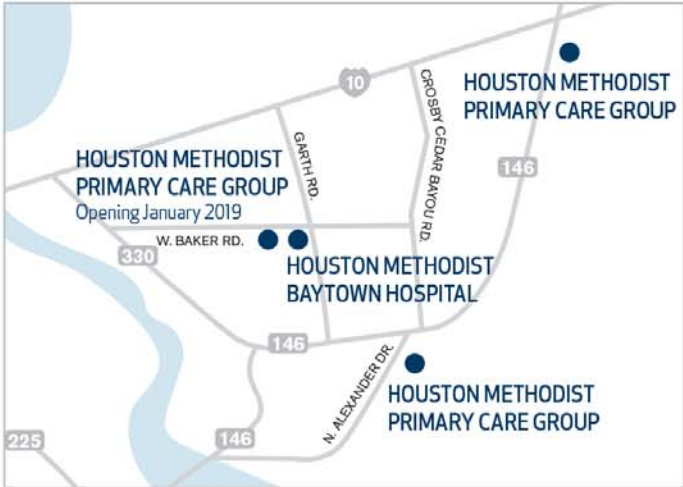 10
HOUSTON METHODIST
PRIMARY CARE GROUP
CROSBY CEDAR BAYOU RD.
GARTH RD.
146
HOUSTON METHODIST
PRIMARY CARE GROUP
Opening January 2019
W. BAKER RD.
330
HOUSTON METHODIST
BAYTOWN HOSPITAL
146
N. ALEXANDER DR.
HOUSTON METHODIST
PRIMARY CARE GROUP
225
146